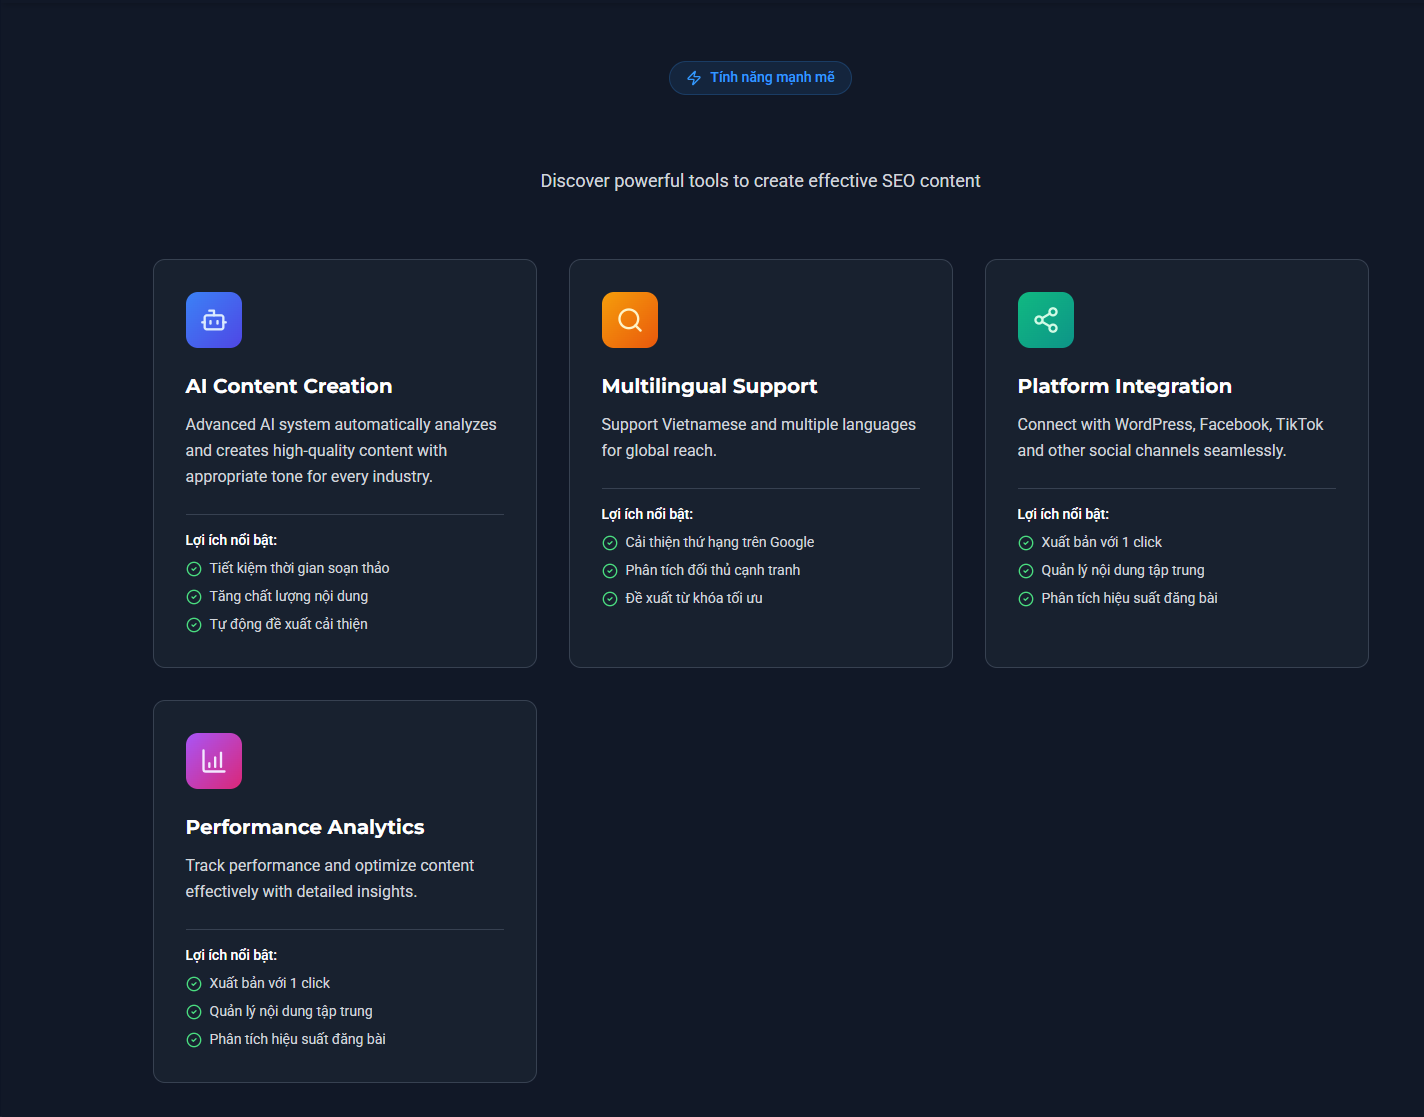 Tính năng mạnh mẽ
Discover powerful tools to create effective SEO content
AI Content Creation
Advanced AI system automatically analyzes
and creates high-quality content with
appropriate tone for every industry.
Lợi ích nổi bật:
Tiết kiệm thời gian soạn thảo
Tăng chất lượng nội dung
Tự động đề xuất cải thiện
Multilingual Support
Support Vietnamese and multiple languages
for global reach.
Lợi ích nổi bật:
Cải thiện thứ hạng trên Google
Phân tích đối thủ cạnh tranh
Đề xuất từ khóa tối ưu
Platform Integration
Connect with WordPress, Facebook, TikTok
and other social channels seamlessly.
Lợi ích nổi bật:
Xuất bản với 1 click
Quản lý nội dung tập trung
Phân tích hiệu suất đăng bài
Performance Analytics
Track performance and optimize content
effectively with detailed insights.
Lợi ích nổi bật:
Xuất bản với 1 click
Quản lý nội dung tập trung
Phân tích hiệu suất đăng bài